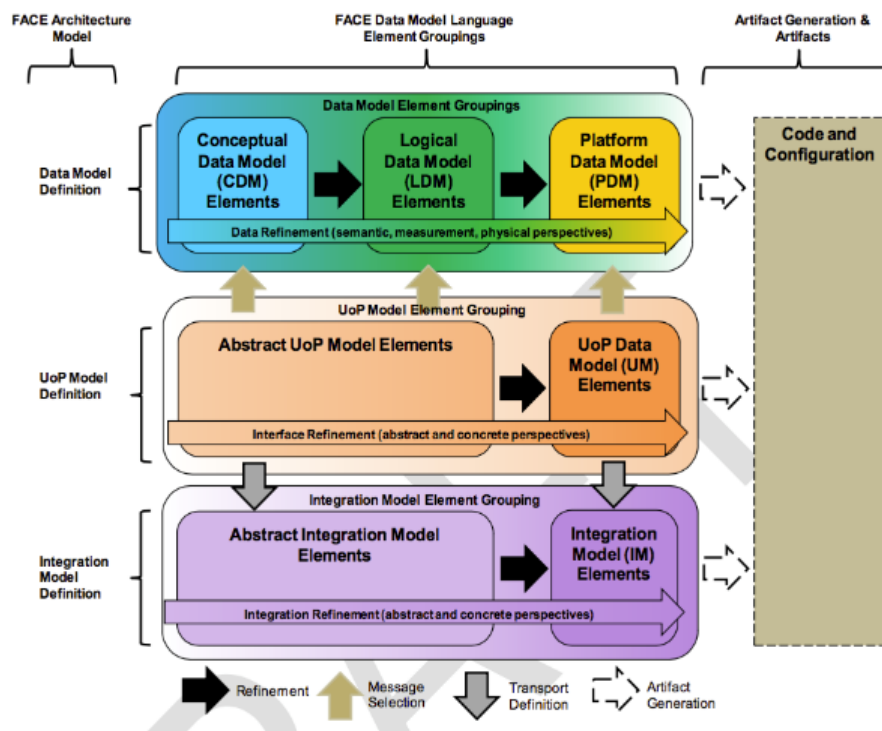 FACE Architecture
Model
FACE Data Model Language
Element Groupings
Artifact Generation &
Artifacts
Data Model Element Groupings
Data Model
Definition
Conceptual
Data Model
(CDM)
Elements
Logical
Data Model
(LDM)
Elements
Platform
Data Model
(PDM)
Elements
Data Refinement (semantic, measurement, physical perspectives)
Code and
Configuration
UoP Model Element Grouping
UoP Model
Definition
Abstract UoP Model Elements
UoP Data
Model (UM)
Elements
Interface Refinement (abstract and concrete perspectives)
Integration Model Element Grouping
Integration
Model
Definition
Abstract Integration Model
Elements
Integration
Model (IM)
Elements
Integration Refinement (abstract and concrete perspectives)
Refinement
Message
Selection
Transport
Definition
Artifact
Generation